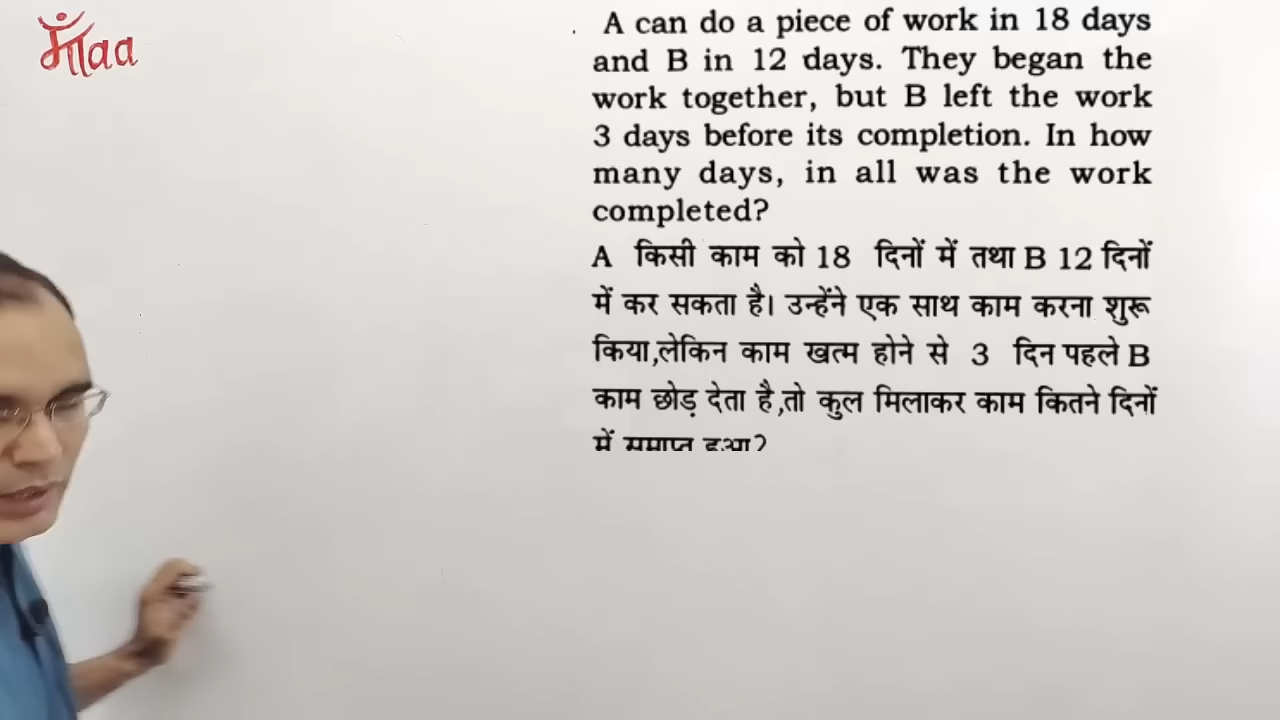 माँaa
A can do a piece of work in 18 days
and B in 12 days. They began the
work together, but B left the work
3 days before its completion. In how
many days, in all was the work
completed?
A किसी काम को 18 दिनों में तथा B 12 दिनों
में कर सकता है। उन्हेंने एक साथ काम करना शुरू
किया,लेकिन काम खत्म होने से 3 दिन पहले B
काम छोड़ देता है,तो कुल मिलाकर काम कितने दिनों
में समाप्त हुआ?